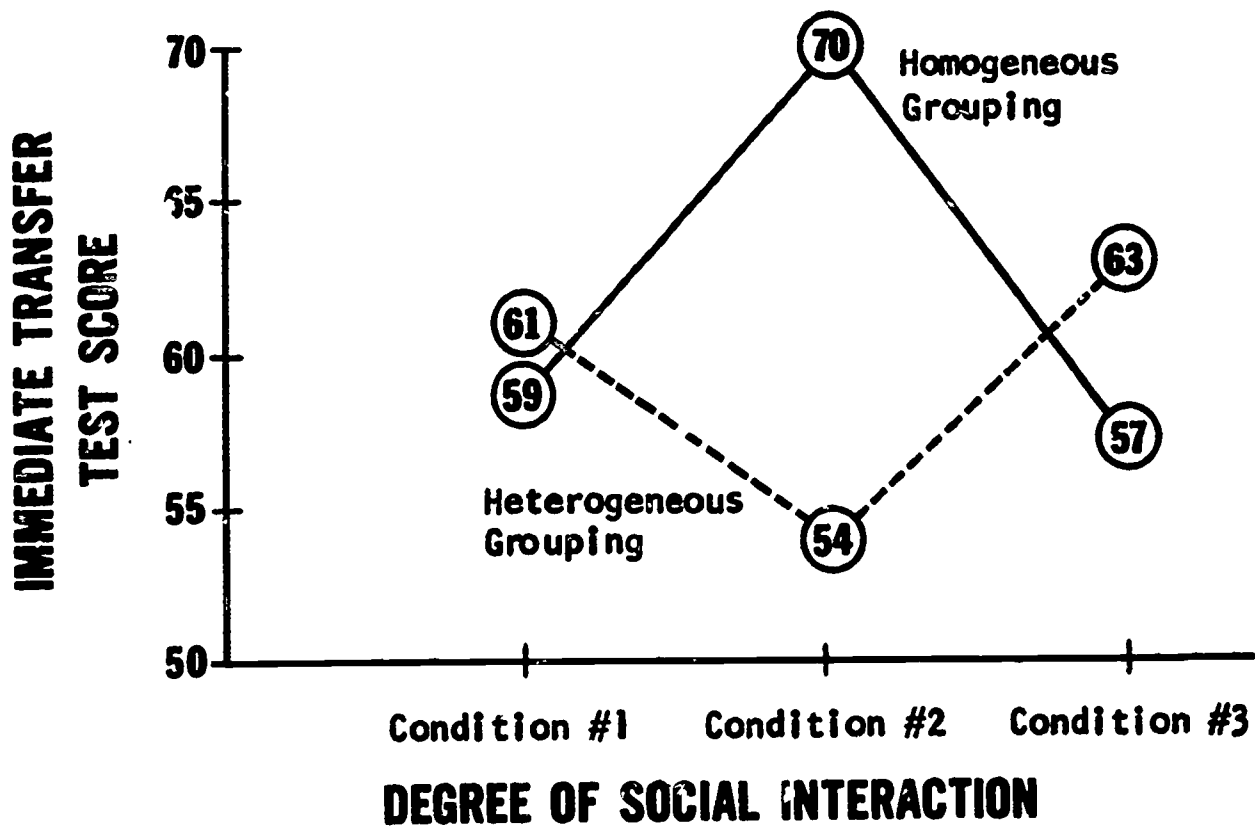 IMMEDIATE TRANSFER
TEST SCORE
70
65
60
55
50
70
Homogeneous
Grouping
61
59
63
57
54
Heterogeneous
Grouping
Condition #1
Condition #2
Condition #3
DEGREE OF SOCIAL INTERACTION